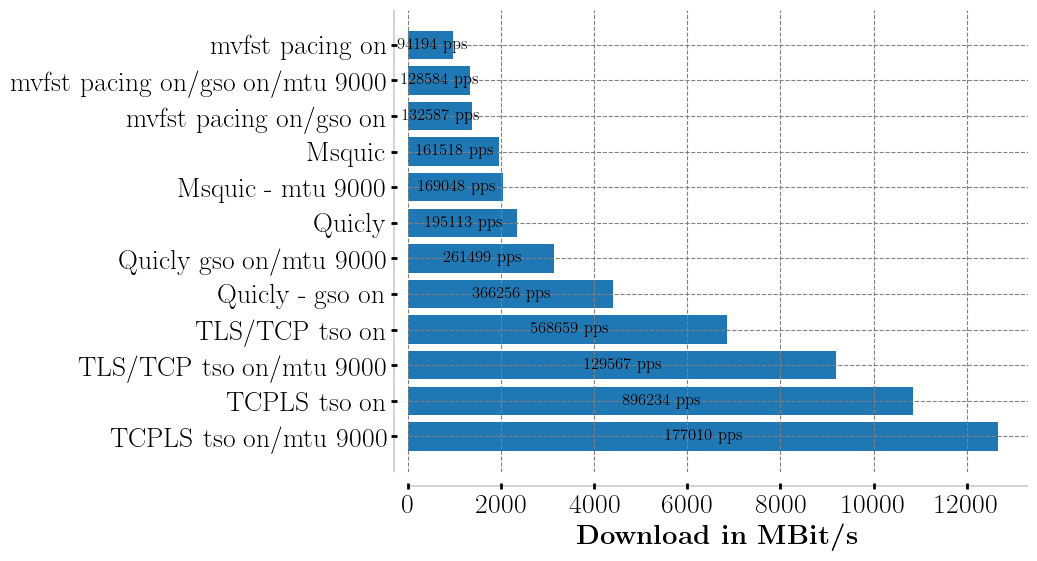 mvfst pacing on
94194 pps
mvfst pacing on/gso on/mtu 9000
128584 pps
mvfst pacing on/gso on
132587 pps
Msquic
161518 pps
Msquic - mtu 9000
169048 pps
Quicly
195113 pps
Quicly gso on/mtu 9000
261499 pps
Quicly - gso on
366256 pps
TLS/TCP tso on
568659 pps
TLS/TCP tso on/mtu 9000
129567 pps
TCPLS tso on
896234 pps
TCPLS tso on/mtu 9000
177010 pps
0 2000 4000 6000 8000 10000 12000
Download in MBit/s